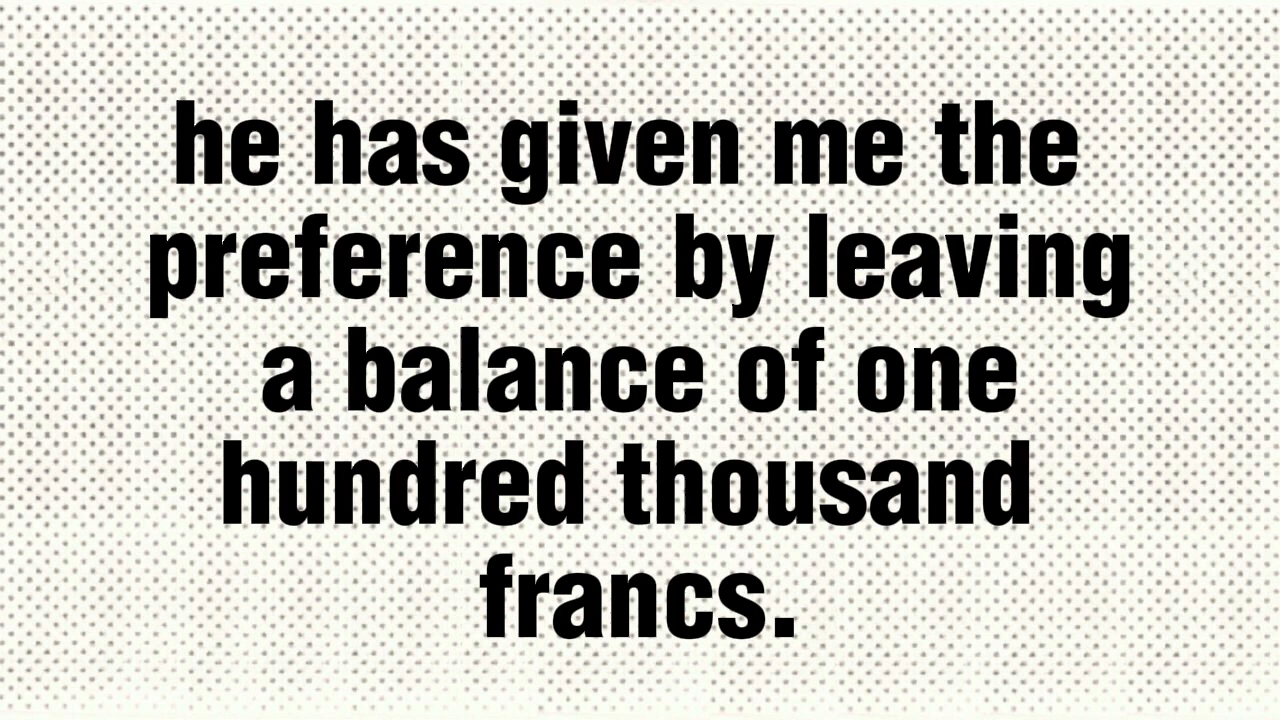 he has given me the
preference by leaving
a balance of one
hundred thousand
francs.